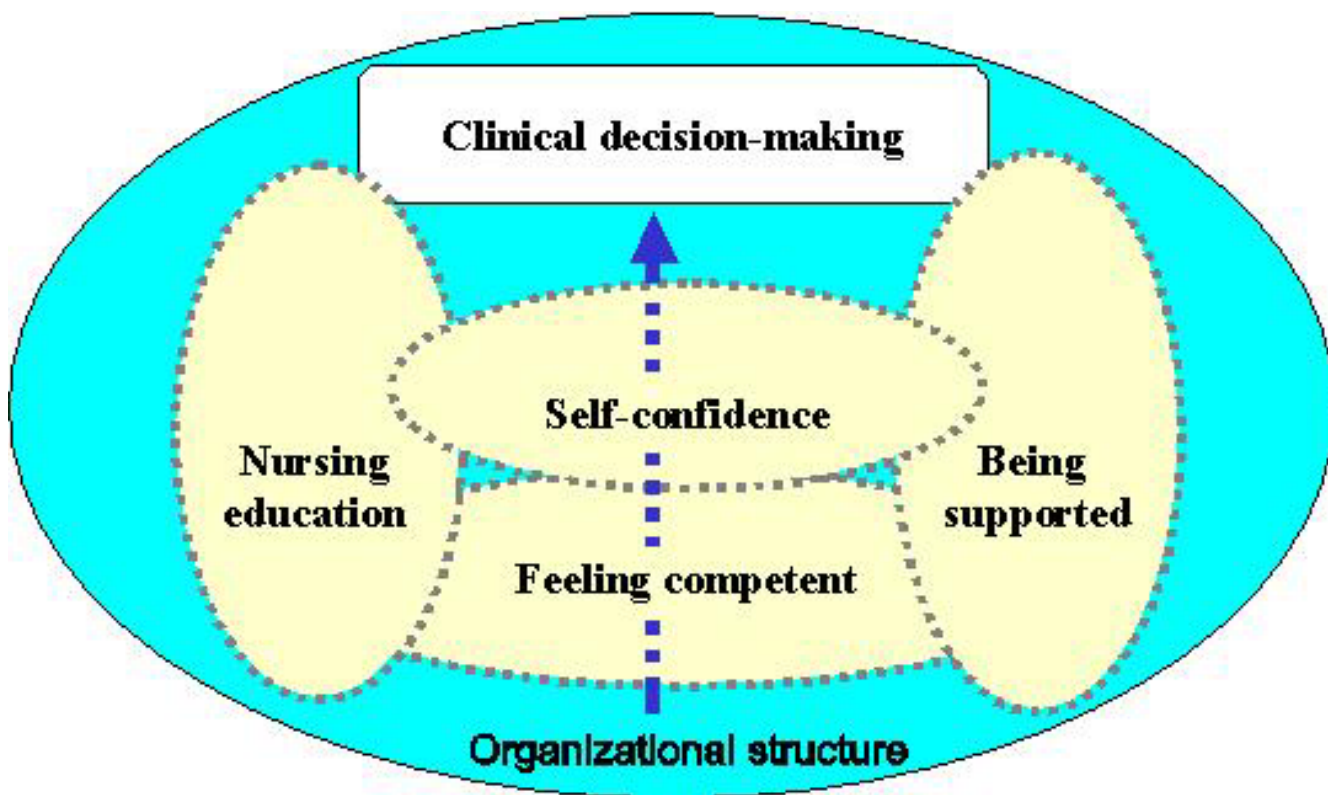 Clinical decision-making
Self-confidence
Nursing
education
Being
supported
Feeling competent
Organizational structure